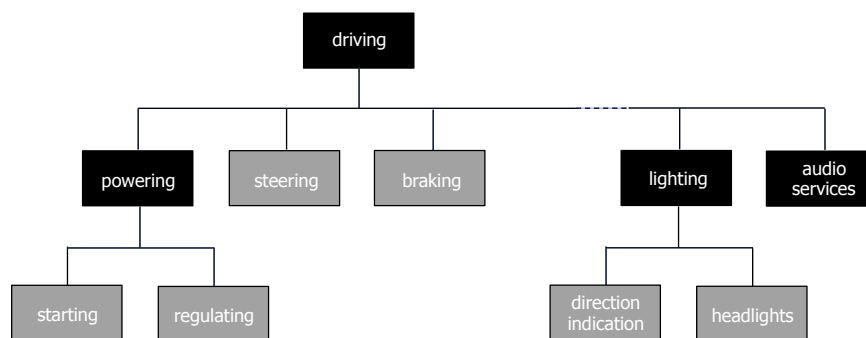 driving
powering
steering
braking
lighting
audio
services
starting
regulating
direction
indication
headlights